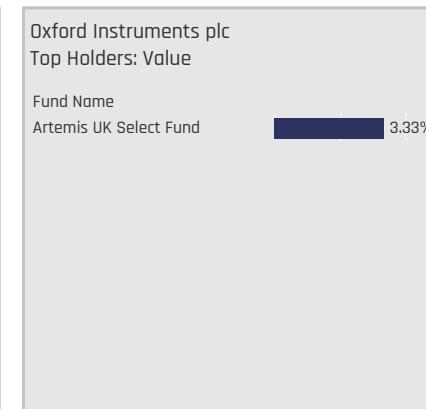 Oxford Instruments plc
Top Holders: Value
Fund Name
Artemis UK Select Fund 3.33%